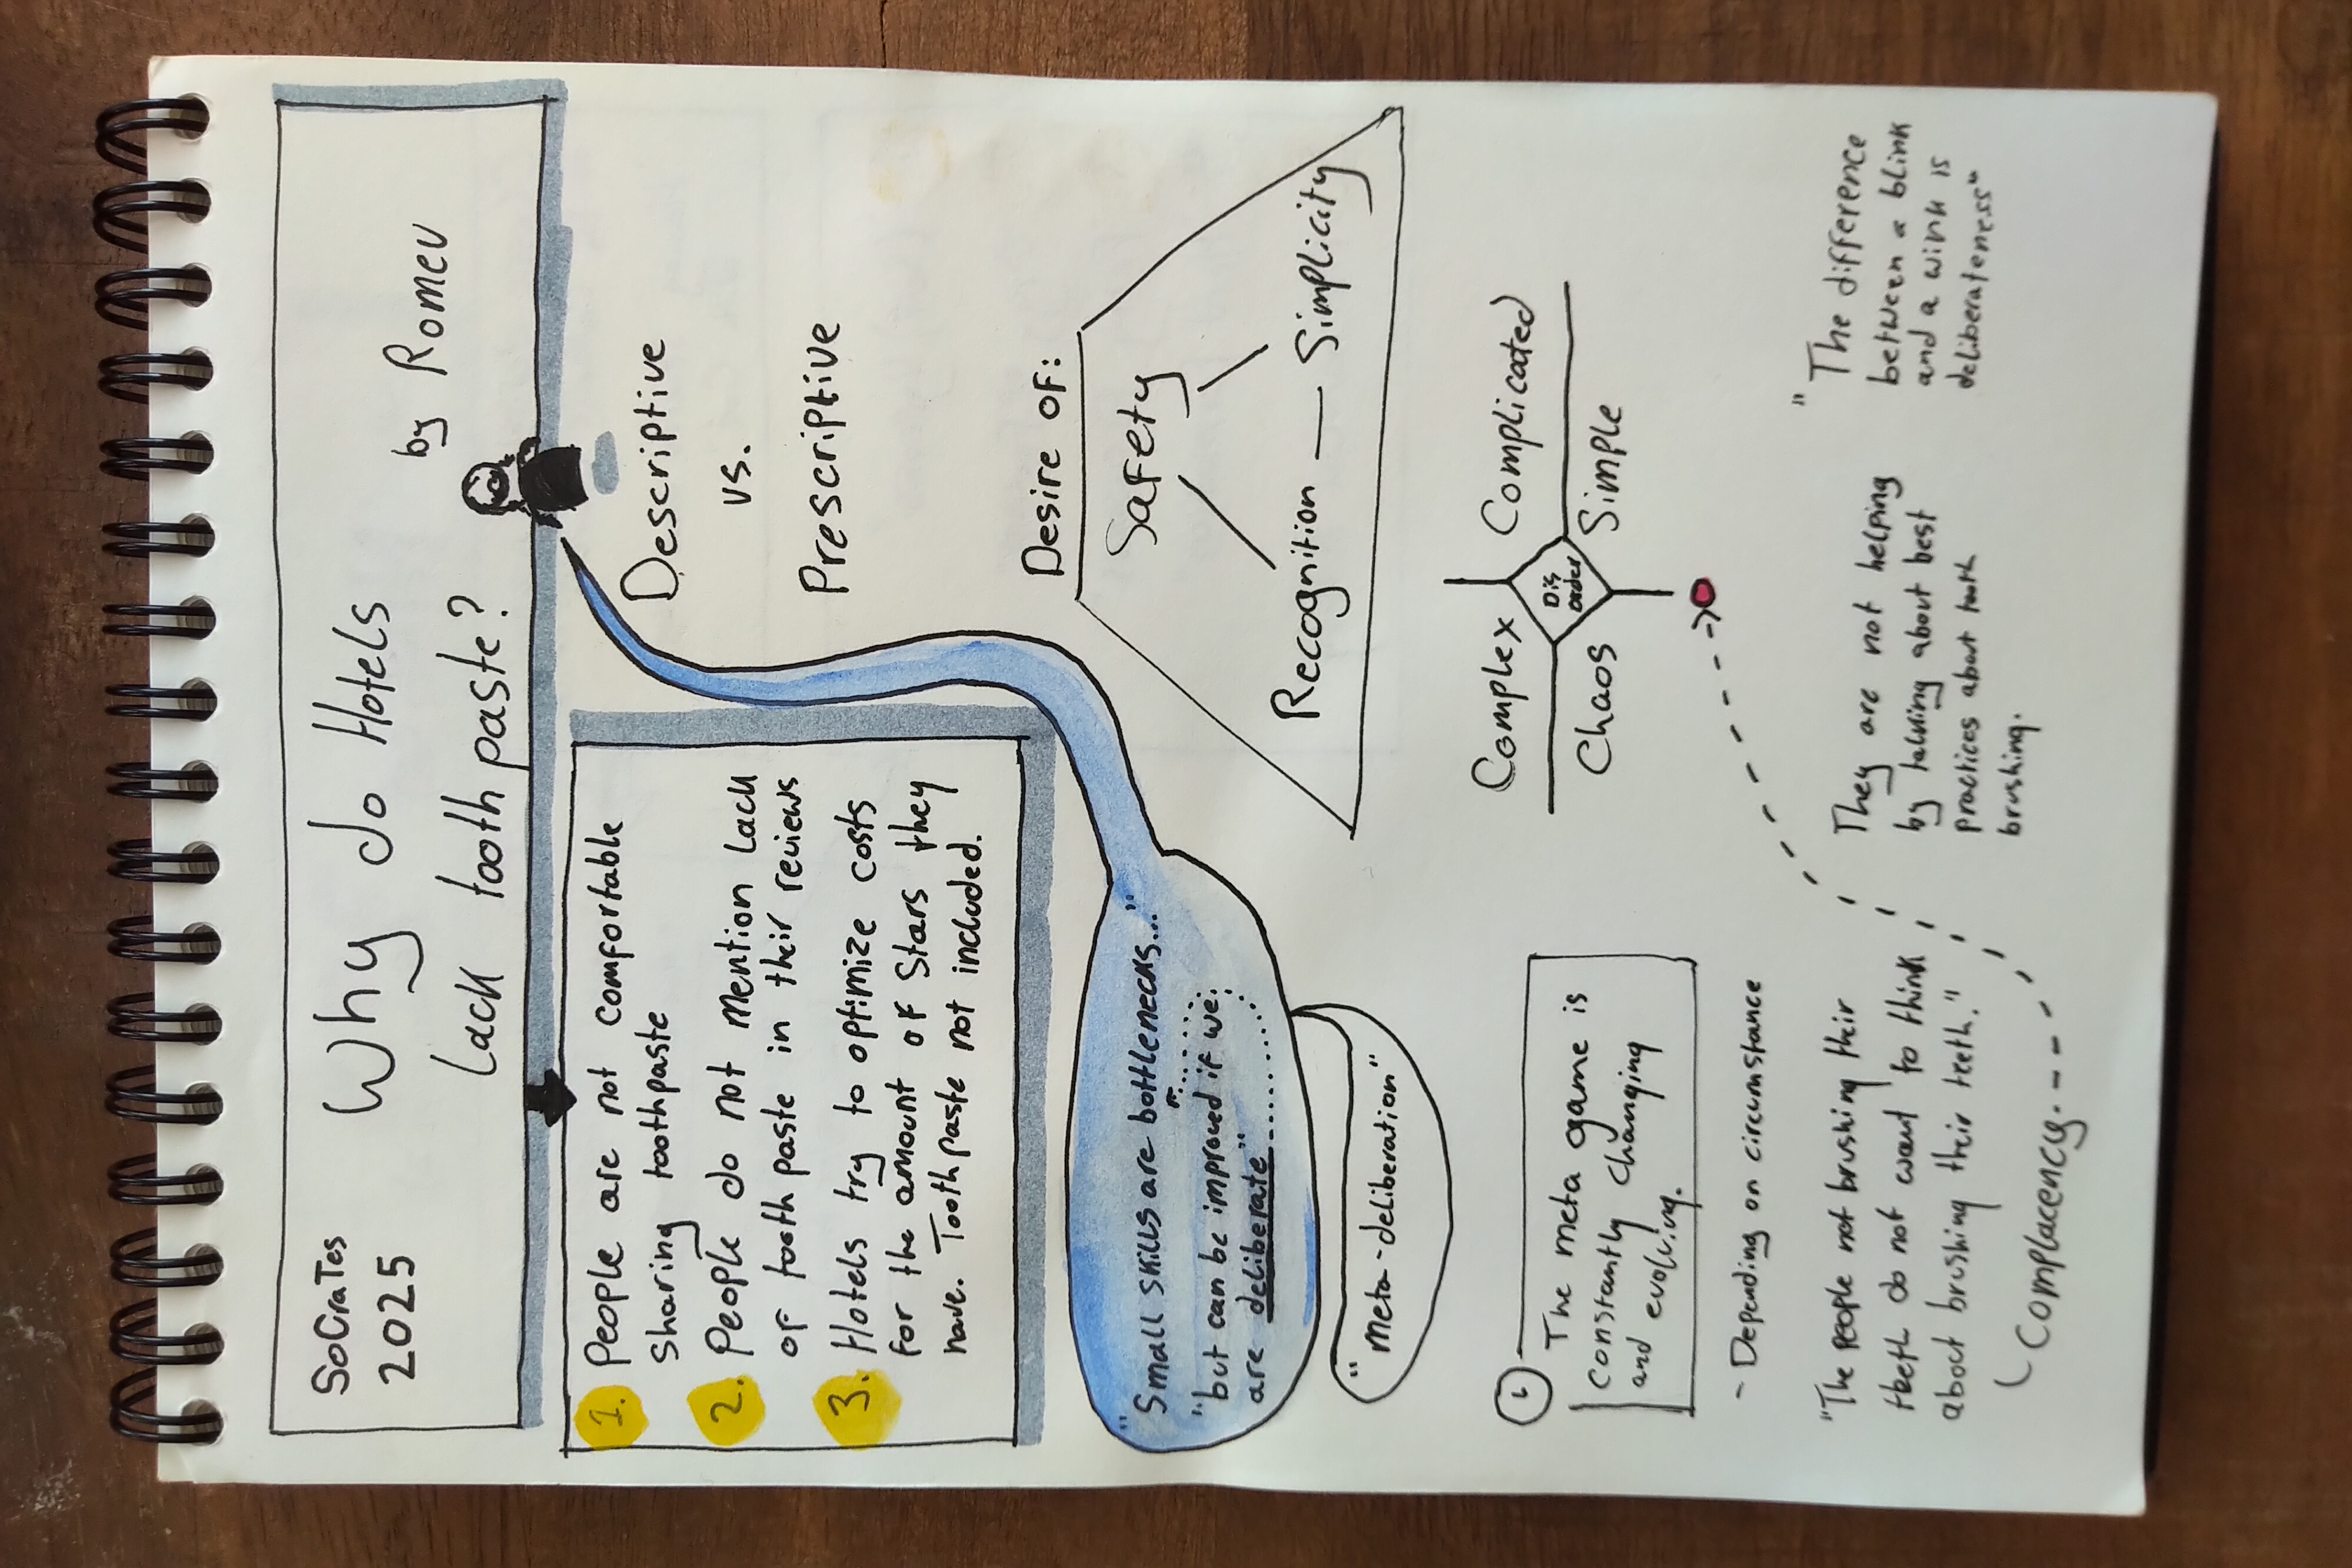 SoCraTes
2025
Why do Hotels
lack toothpaste?
by Romeu
1. People are not comfortable
sharing toothpaste
2. People do not mention lack
of toothpaste in their reviews
3. Hotels try to optimize costs
for the amount of Stars they
have. Toothpaste not included.
Descriptive
vs.
Prescriptive
"Small skills are bottlenecks..."
"but can be improved if we
are deliberate"
"meta-deliberation"
Desire of:
Safety
Recognition — Simplicity
Complex
Complicated
Dis
order
Chaos
Simple
i
The meta game is
constantly changing
and evolving.
- Depending on circumstance
"The people not brushing their
teeth do not want to think
about brushing their teeth."
Complacency
They are not helping
by talking about best
practices about tooth
brushing.
"The difference
between a blink
and a wink is
deliberateness"